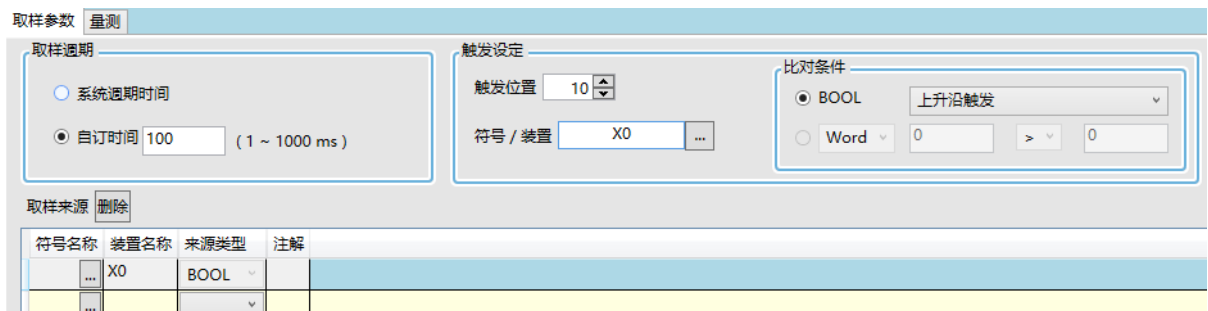 取样参数 量测
取样週期
系统週期时间
自订时间 100 ( 1 ~ 1000 ms )
触发设定
触发位置 10
符号 / 装置 X0 ...
比对条件
BOOL 上升沿触发
Word 0 > 0
取样来源 删除
符号名称 装置名称 来源类型 注解
... X0 BOOL
...